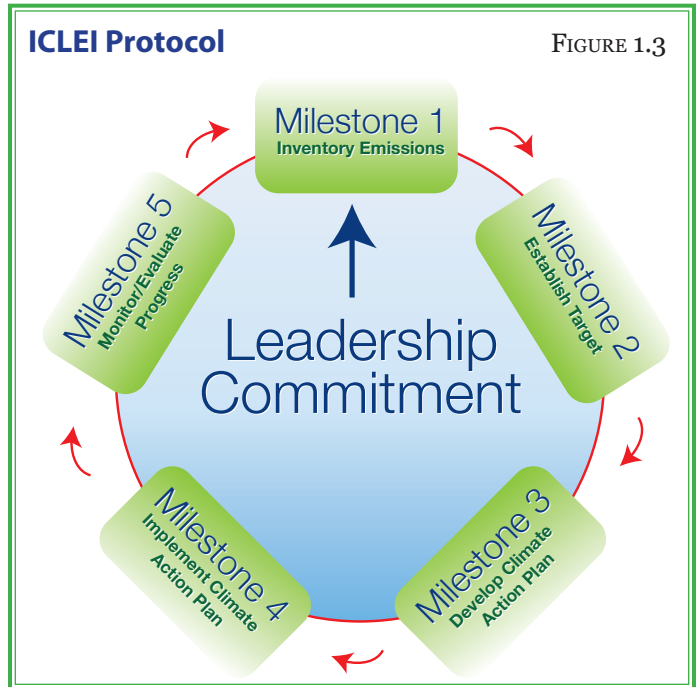 ICLEI Protocol
FIGURE 1.3
Milestone 1
Inventory Emissions
Milestone 2
Establish Target
Milestone 3
Develop Climate
Action Plan
Milestone 4
Implement Climate
Action Plan
Milestone 5
Monitor/Evaluate
Progress
Leadership
Commitment